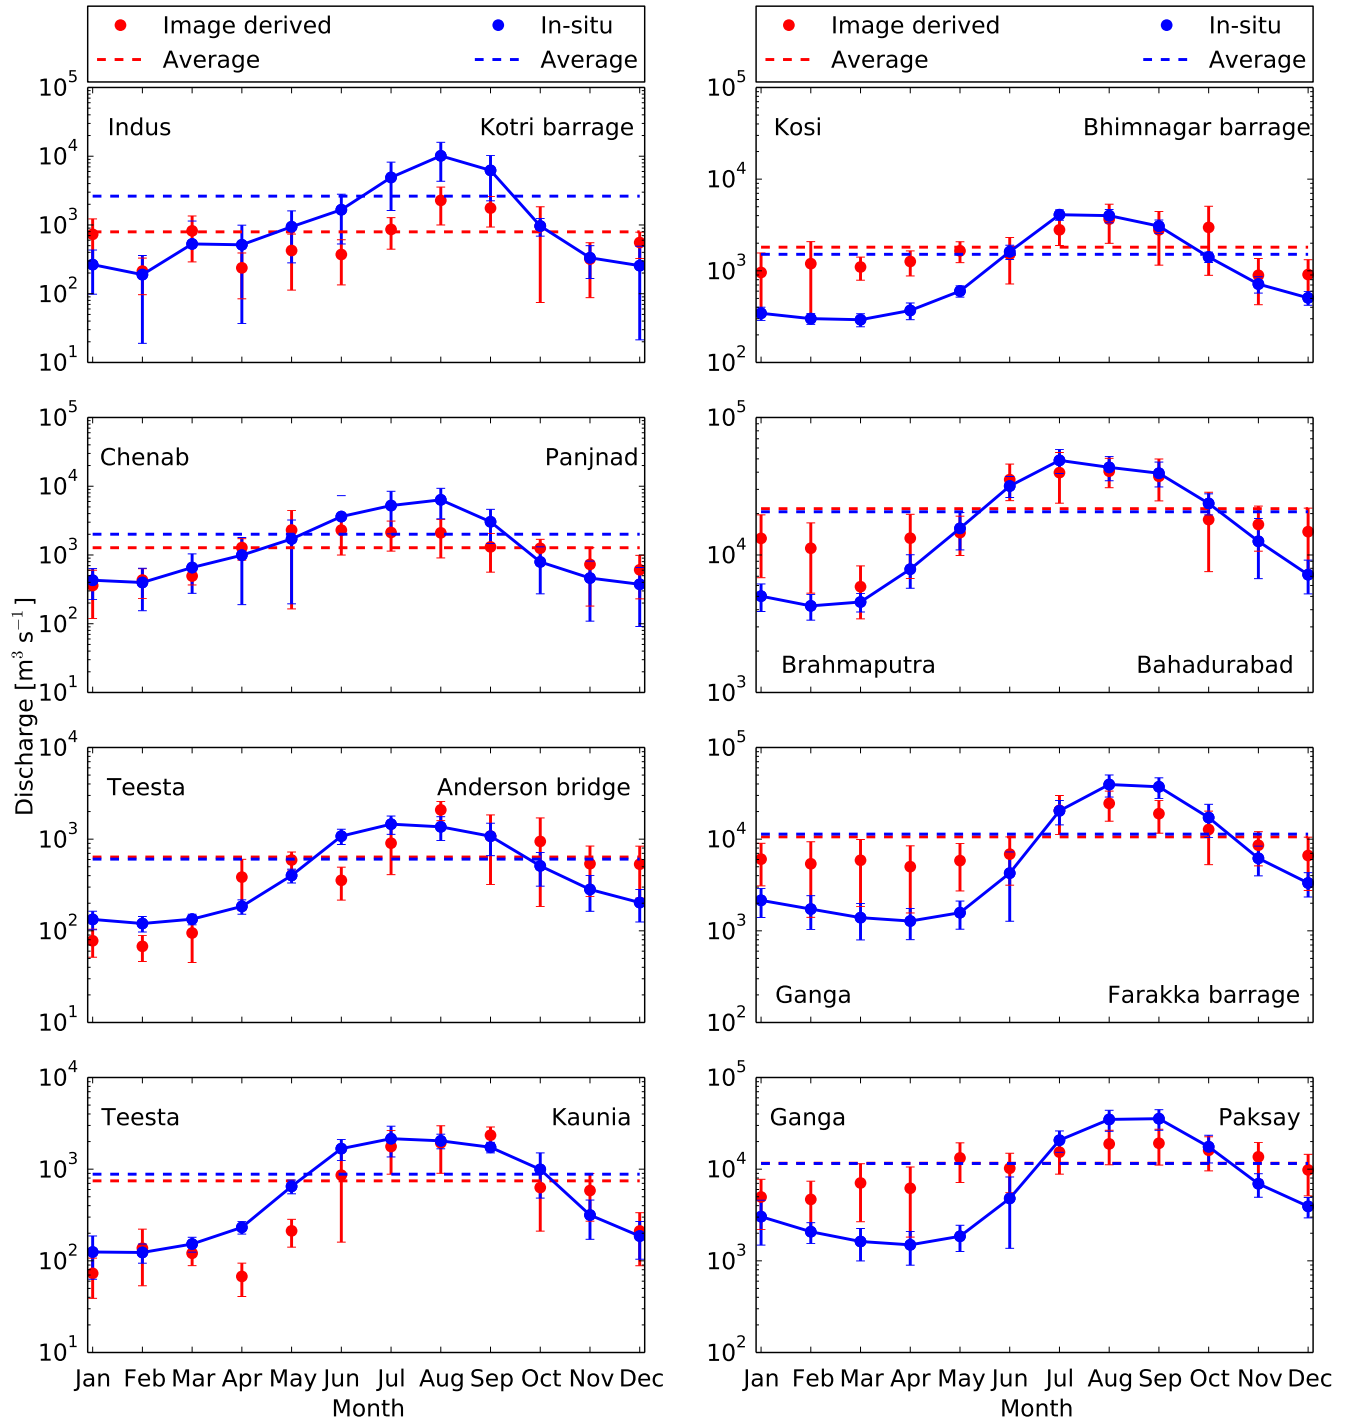 Image derived In-situ Image derived In-situ
Average Average Average Average
10^5 10^5
Indus Kotri barrage Kosi Bhimnagar barrage
10^4 10^4
10^3 10^3
10^2
10^1 10^2
10^5 10^5
Chenab Panjnad
10^4
10^3 10^4
10^2
Brahmaputra Bahadurabad
10^1 10^3
Discharge [m^3 s^−1]
10^4 10^5
Teesta Anderson bridge
10^3 10^4
10^2 10^3
Ganga Farakka barrage
10^1 10^2
10^4 10^5
Teesta Kaunia Ganga Paksay
10^3 10^4
10^2 10^3
10^1 10^2
Jan Feb Mar Apr May Jun Jul Aug Sep Oct Nov Dec Jan Feb Mar Apr May Jun Jul Aug Sep Oct Nov Dec
Month Month